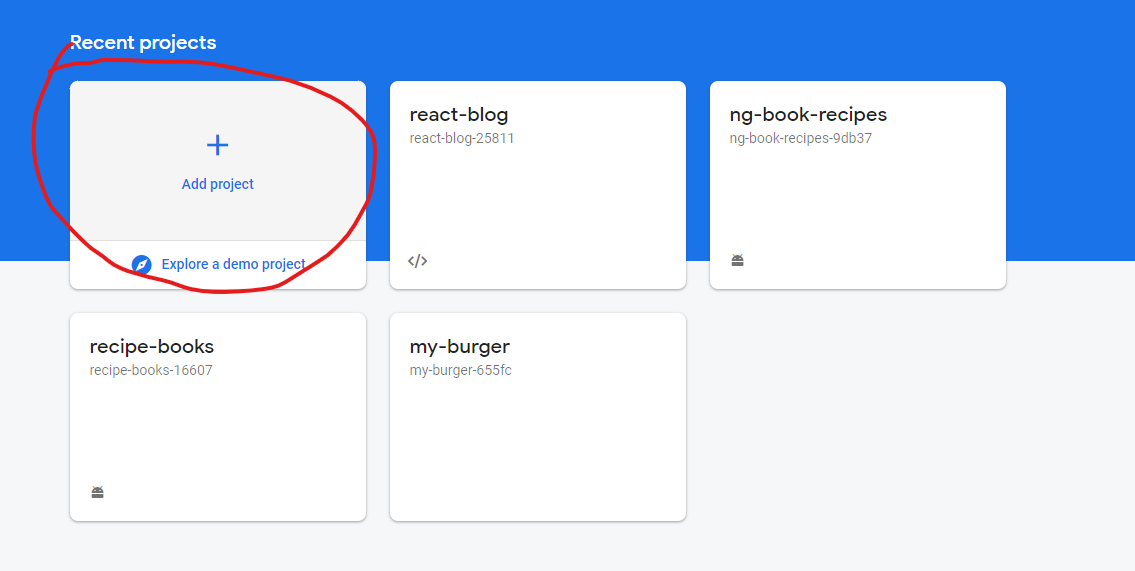 Recent projects
Add project
Explore a demo project
react-blog
react-blog-25811
ng-book-recipes
ng-book-recipes-9db37
recipe-books
recipe-books-16607
my-burger
my-burger-655fc